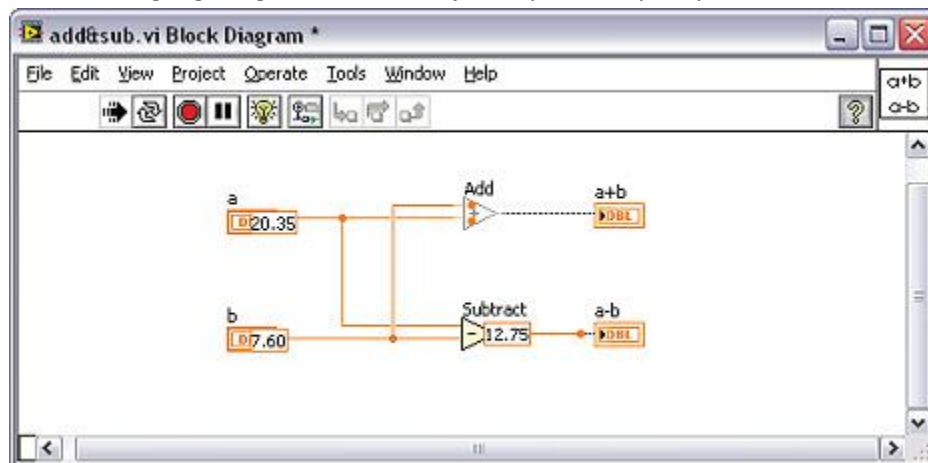 add&sub.vi Block Diagram *
File Edit View Project Operate Tools Window Help
a+b
a-b
a
20.35
Add
a+b
DBL
b
7.60
Subtract
12.75
a-b
DBL